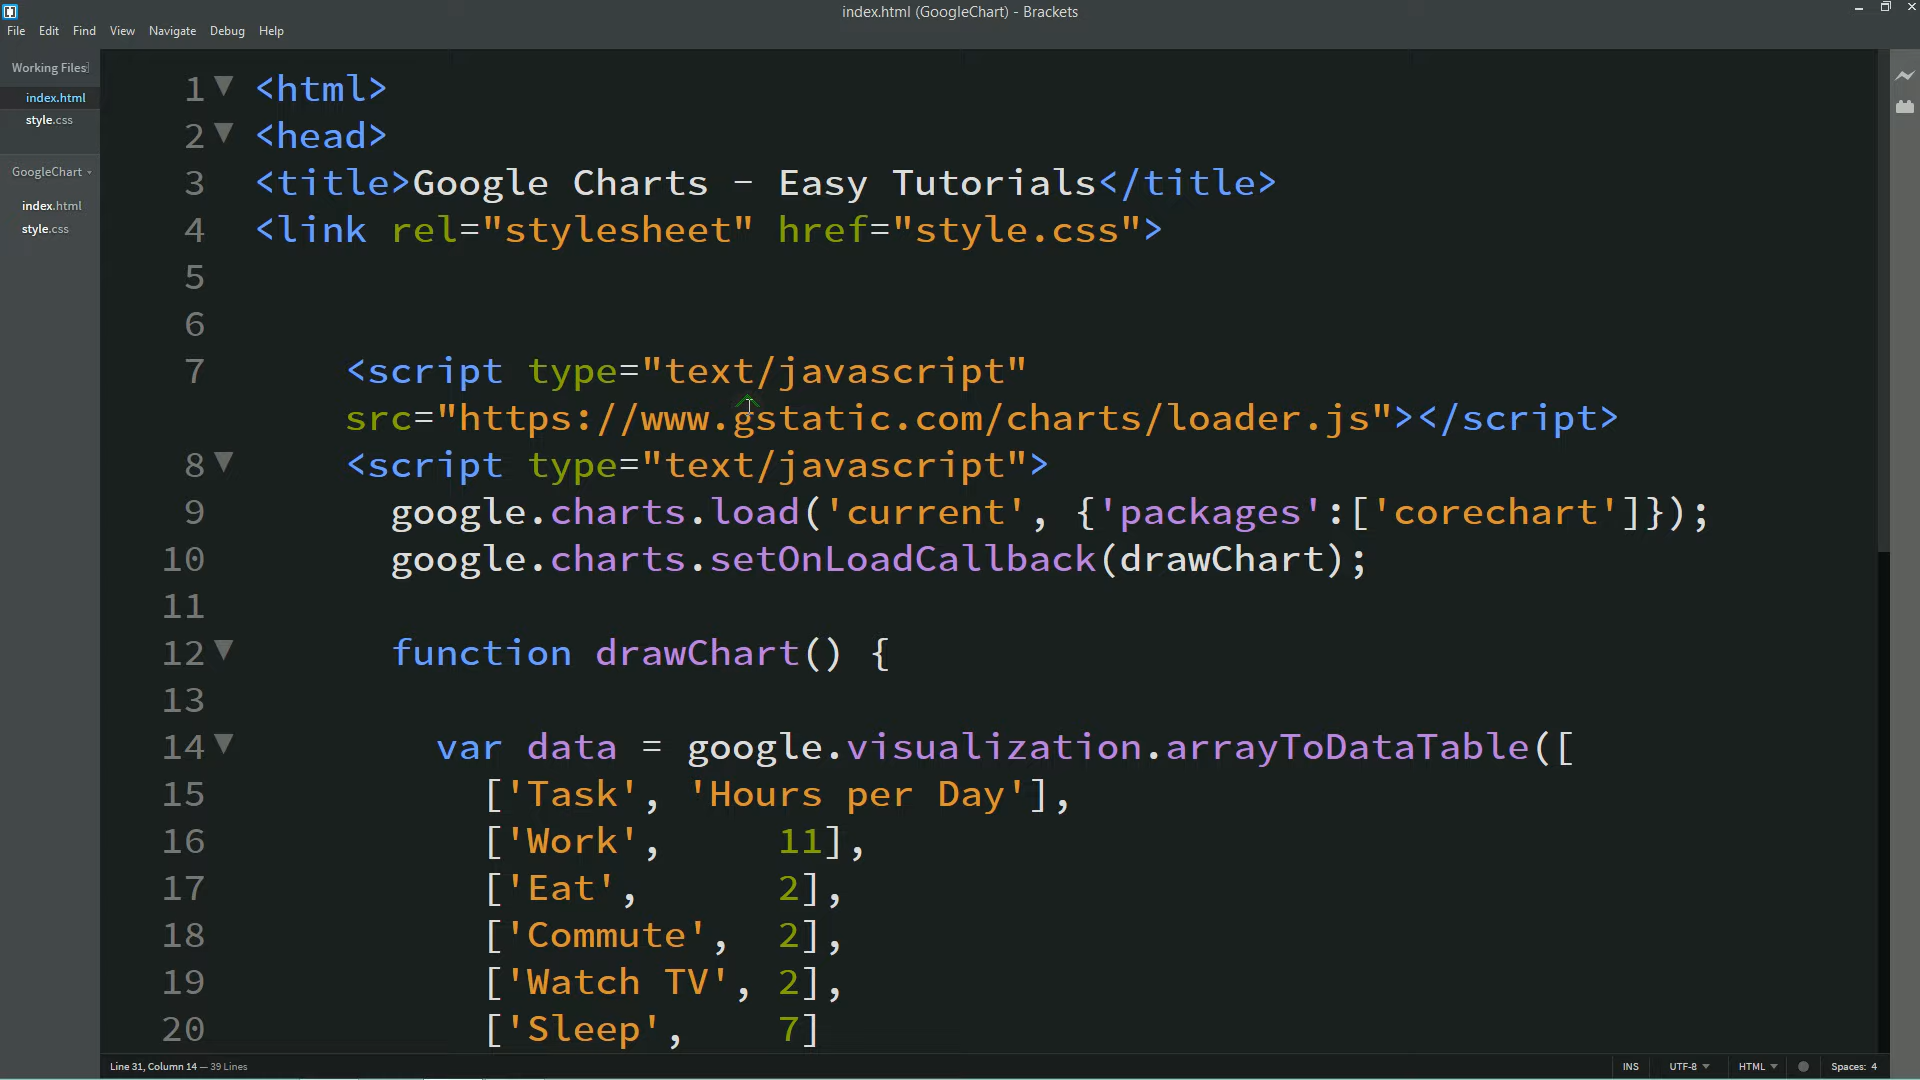 index.html (GoogleChart) - Brackets
File Edit Find View Navigate Debug Help
Working Files
index.html
style.css
GoogleChart
index.html
style.css
1 <html>
2 <head>
3 <title>Google Charts - Easy Tutorials</title>
4 <link rel="stylesheet" href="style.css">
5
6
7 <script type="text/javascript"
src="https://www.gstatic.com/charts/loader.js"></script>
8 <script type="text/javascript">
9 google.charts.load('current', {'packages':['corechart']});
10 google.charts.setOnLoadCallback(drawChart);
11
12 function drawChart() {
13
14 var data = google.visualization.arrayToDataTable([
15 ['Task', 'Hours per Day'],
16 ['Work', 11],
17 ['Eat', 2],
18 ['Commute', 2],
19 ['Watch TV', 2],
20 ['Sleep', 7]
Line 31, Column 14 — 39 Lines
INS UTF-8 HTML Spaces: 4